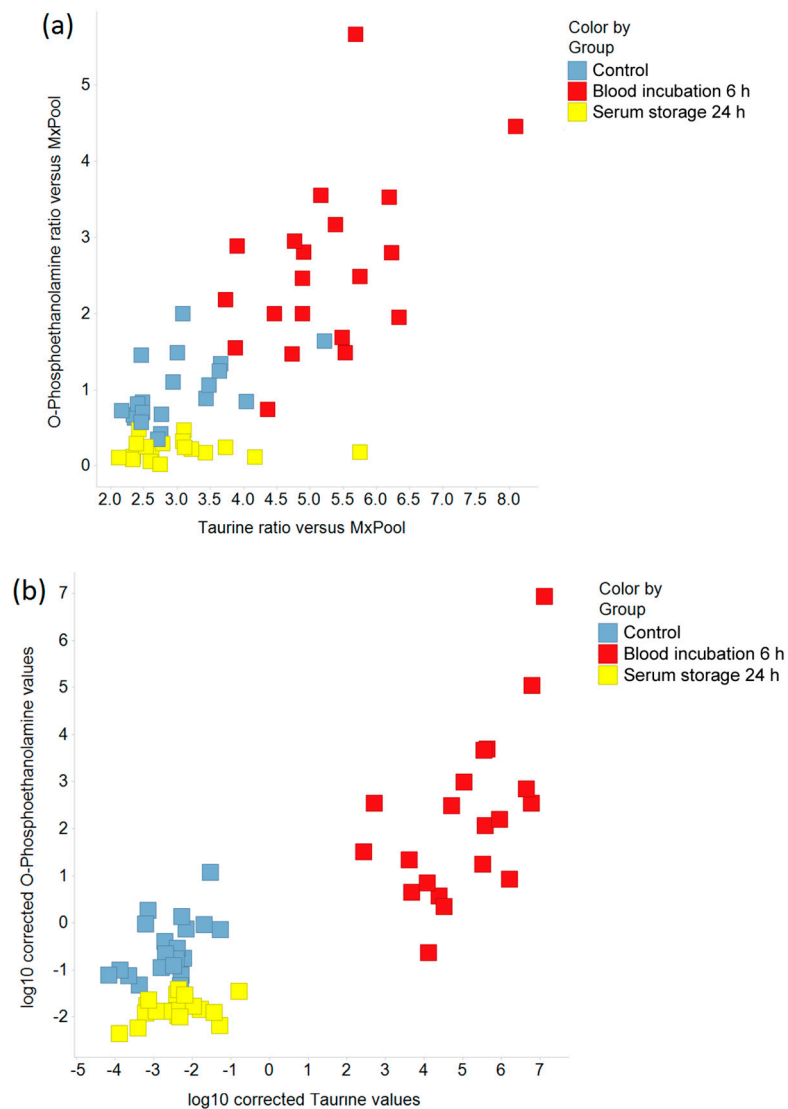 (a)
Color by
Group
Control
Blood incubation 6 h
Serum storage 24 h
O-Phosphoethanolamine ratio versus MxPool
5
4
3
2
1
0
2.0 2.5 3.0 3.5 4.0 4.5 5.0 5.5 6.0 6.5 7.0 7.5 8.0
Taurine ratio versus MxPool
(b)
Color by
Group
Control
Blood incubation 6 h
Serum storage 24 h
log10 corrected O-Phosphoethanolamine values
7
6
5
4
3
2
1
0
-1
-2
-5 -4 -3 -2 -1 0 1 2 3 4 5 6 7
log10 corrected Taurine values